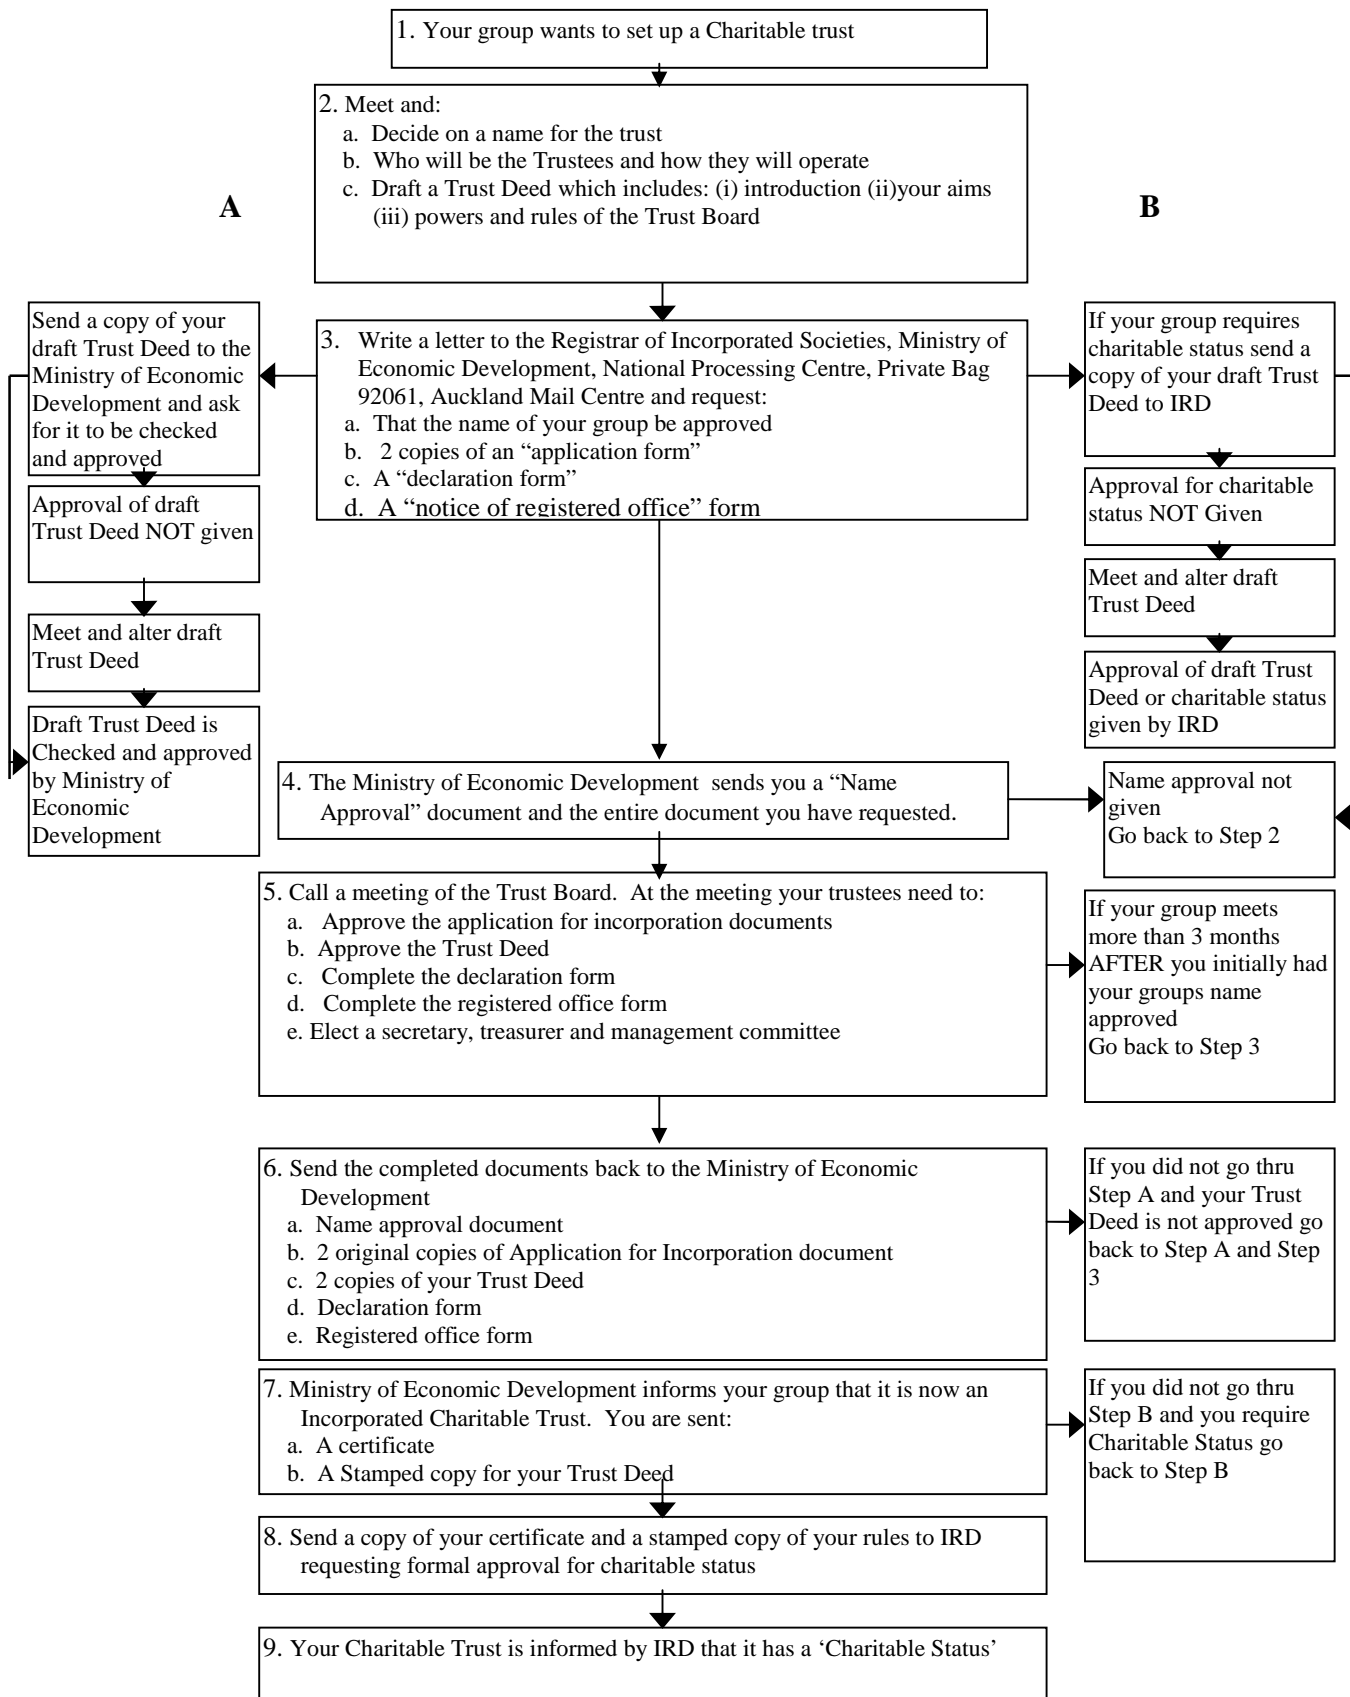 1. Your group wants to set up a Charitable trust
2. Meet and:
a. Decide on a name for the trust
b. Who will be the Trustees and how they will operate
c. Draft a Trust Deed which includes: (i) introduction (ii)your aims
(iii) powers and rules of the Trust Board
A
B
Send a copy of your
draft Trust Deed to the
Ministry of Economic
Development and ask
for it to be checked
and approved
Approval of draft
Trust Deed NOT given
Meet and alter draft
Trust Deed
Draft Trust Deed is
Checked and approved
by Ministry of
Economic
Development
3. Write a letter to the Registrar of Incorporated Societies, Ministry of
Economic Development, National Processing Centre, Private Bag
92061, Auckland Mail Centre and request:
a. That the name of your group be approved
b. 2 copies of an “application form”
c. A “declaration form”
d. A “notice of registered office” form
If your group requires
charitable status send a
copy of your draft Trust
Deed to IRD
Approval for charitable
status NOT Given
Meet and alter draft
Trust Deed
Approval of draft Trust
Deed or charitable status
given by IRD
4. The Ministry of Economic Development sends you a “Name
Approval” document and the entire document you have requested.
Name approval not
given
Go back to Step 2
5. Call a meeting of the Trust Board. At the meeting your trustees need to:
a. Approve the application for incorporation documents
b. Approve the Trust Deed
c. Complete the declaration form
d. Complete the registered office form
e. Elect a secretary, treasurer and management committee
If your group meets
more than 3 months
AFTER you initially had
your groups name
approved
Go back to Step 3
6. Send the completed documents back to the Ministry of Economic
Development
a. Name approval document
b. 2 original copies of Application for Incorporation document
c. 2 copies of your Trust Deed
d. Declaration form
e. Registered office form
If you did not go thru
Step A and your Trust
Deed is not approved go
back to Step A and Step
3
7. Ministry of Economic Development informs your group that it is now an
Incorporated Charitable Trust. You are sent:
a. A certificate
b. A Stamped copy for your Trust Deed
If you did not go thru
Step B and you require
Charitable Status go
back to Step B
8. Send a copy of your certificate and a stamped copy of your rules to IRD
requesting formal approval for charitable status
9. Your Charitable Trust is informed by IRD that it has a ‘Charitable Status’